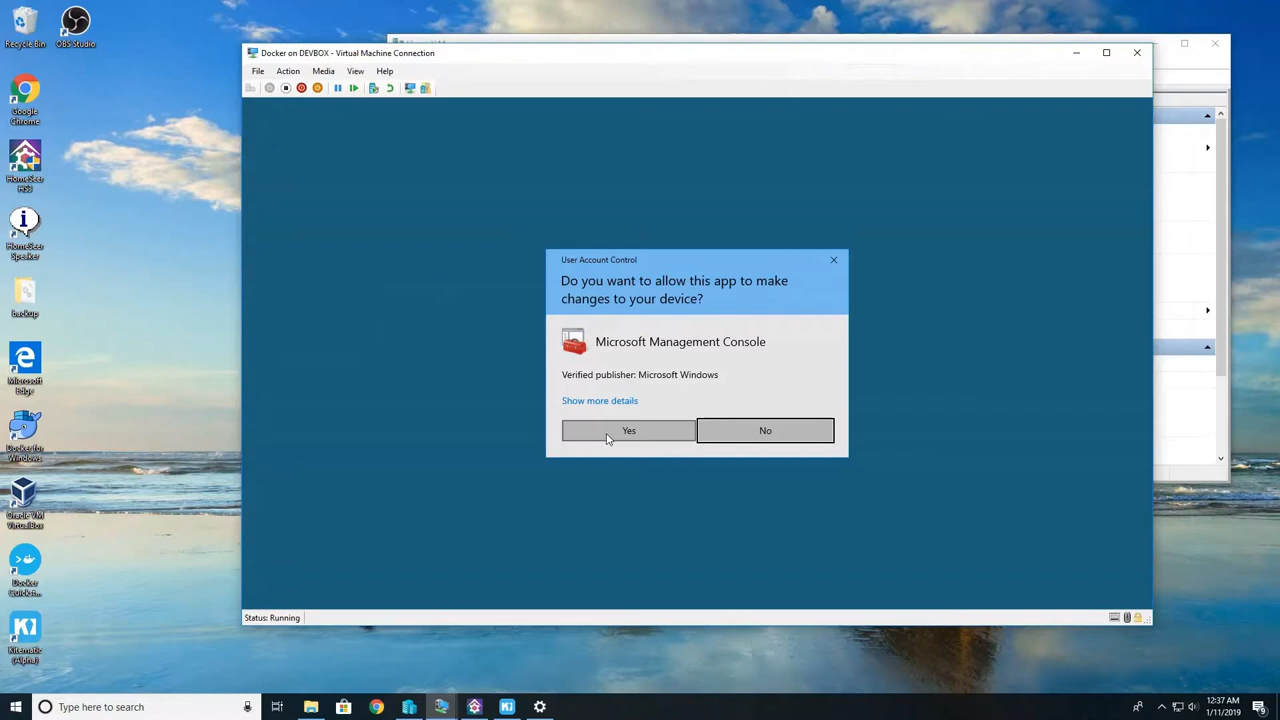 Recycle Bin
OBS Studio
Google
Chrome
HomeSeer
HS3
HomeSeer
Speaker
backup
Microsoft
Edge
Docker for
Windows
Oracle VM
VirtualBox
Docker
Quickst...
Kitematic
(Alpha)
Docker on DEVBOX - Virtual Machine Connection
File Action Media View Help
User Account Control
Do you want to allow this app to make
changes to your device?
Microsoft Management Console
Verified publisher: Microsoft Windows
Show more details
Yes
No
Status: Running
Type here to search
12:37 AM
1/11/2019